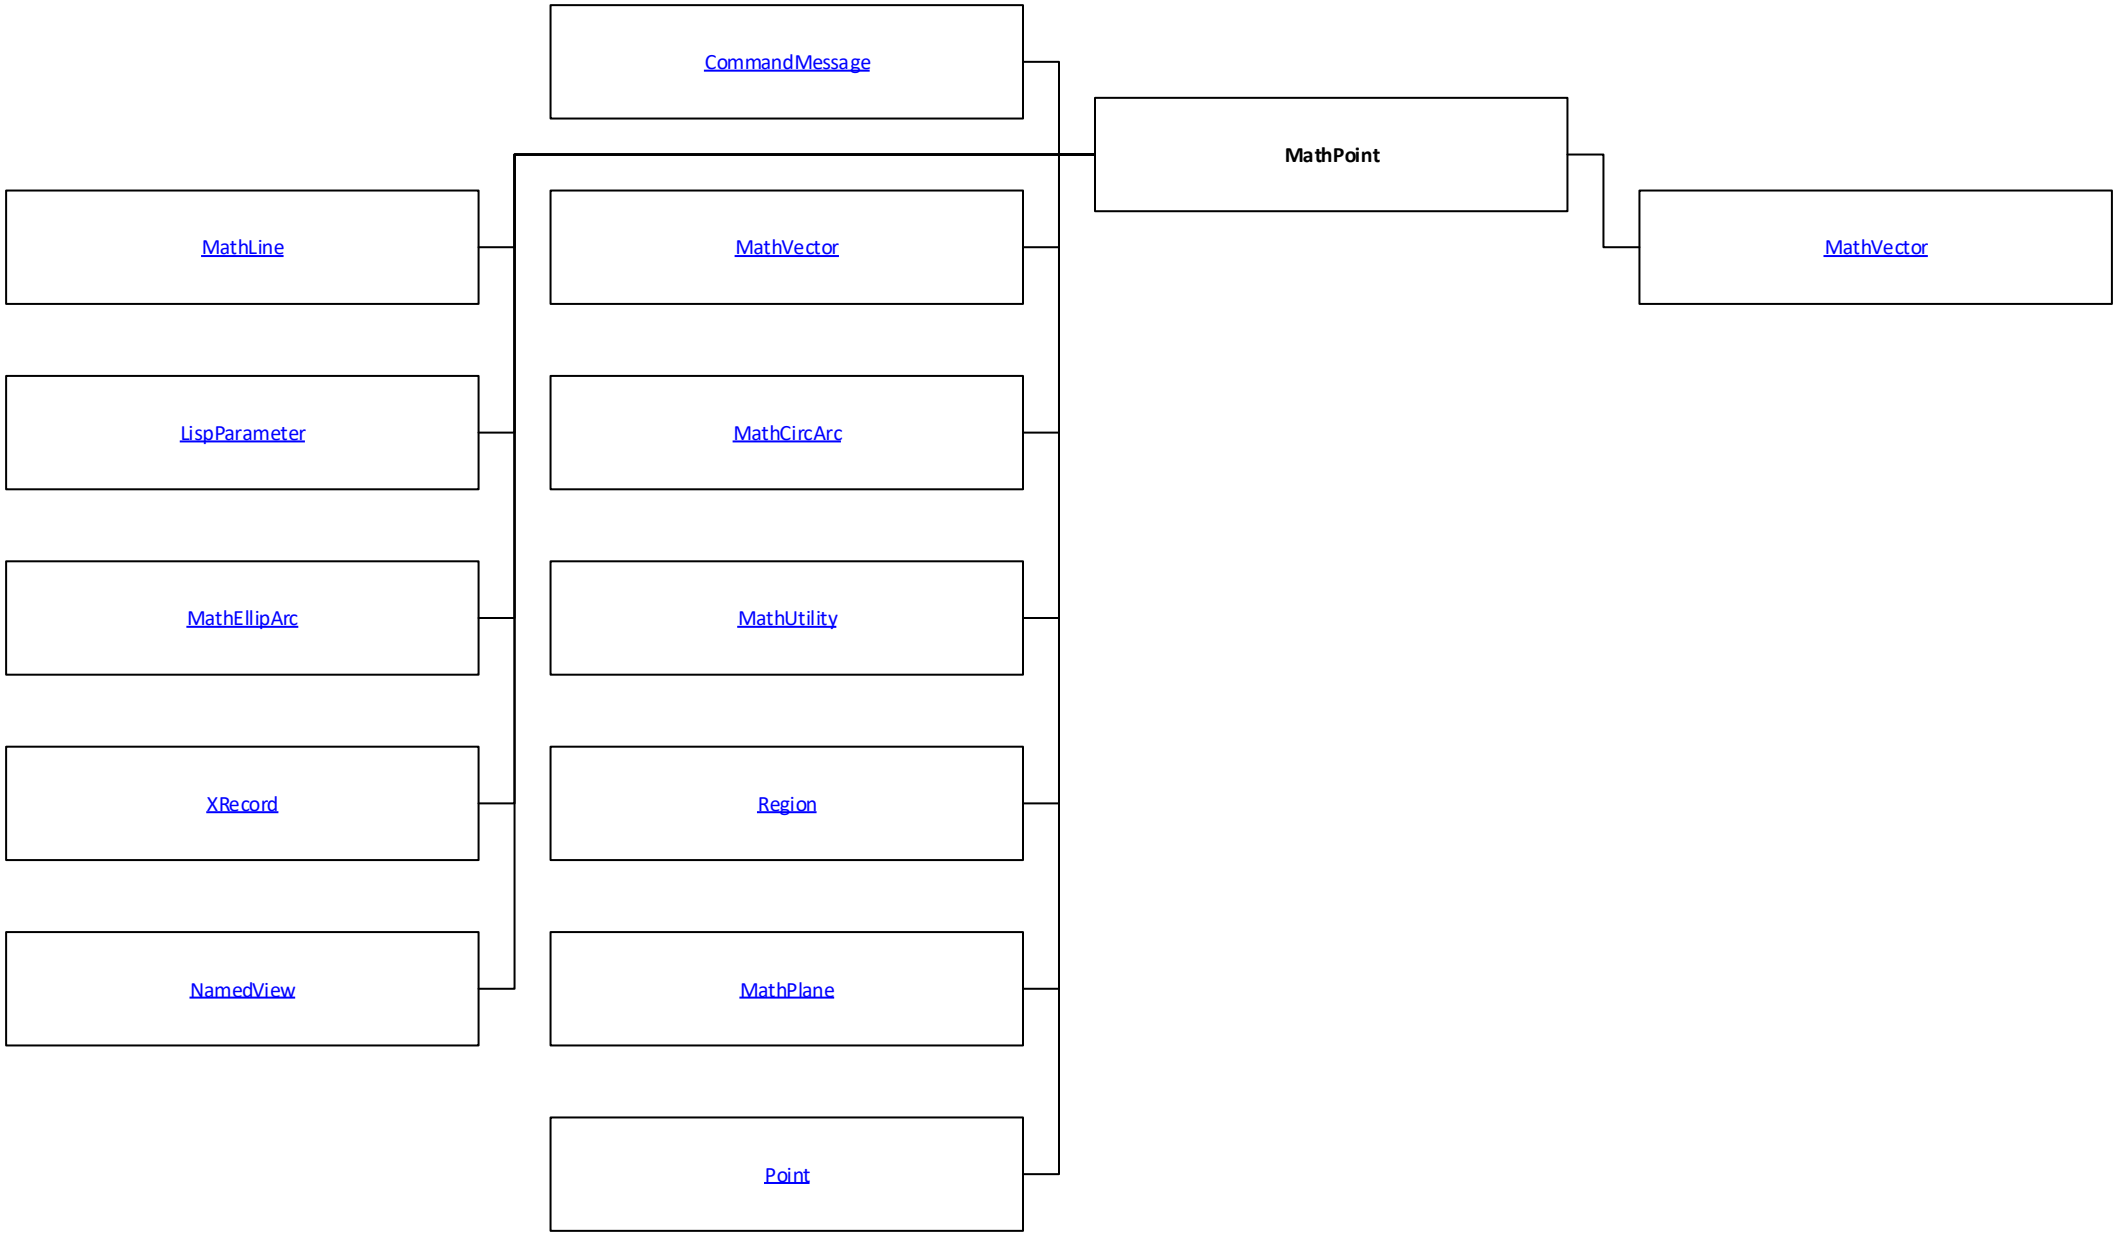 CommandMessage
MathPoint
MathLine
MathVector
MathVector
LispParameter
MathCircArc
MathEllipArc
MathUtility
XRecord
Region
NamedView
MathPlane
Point